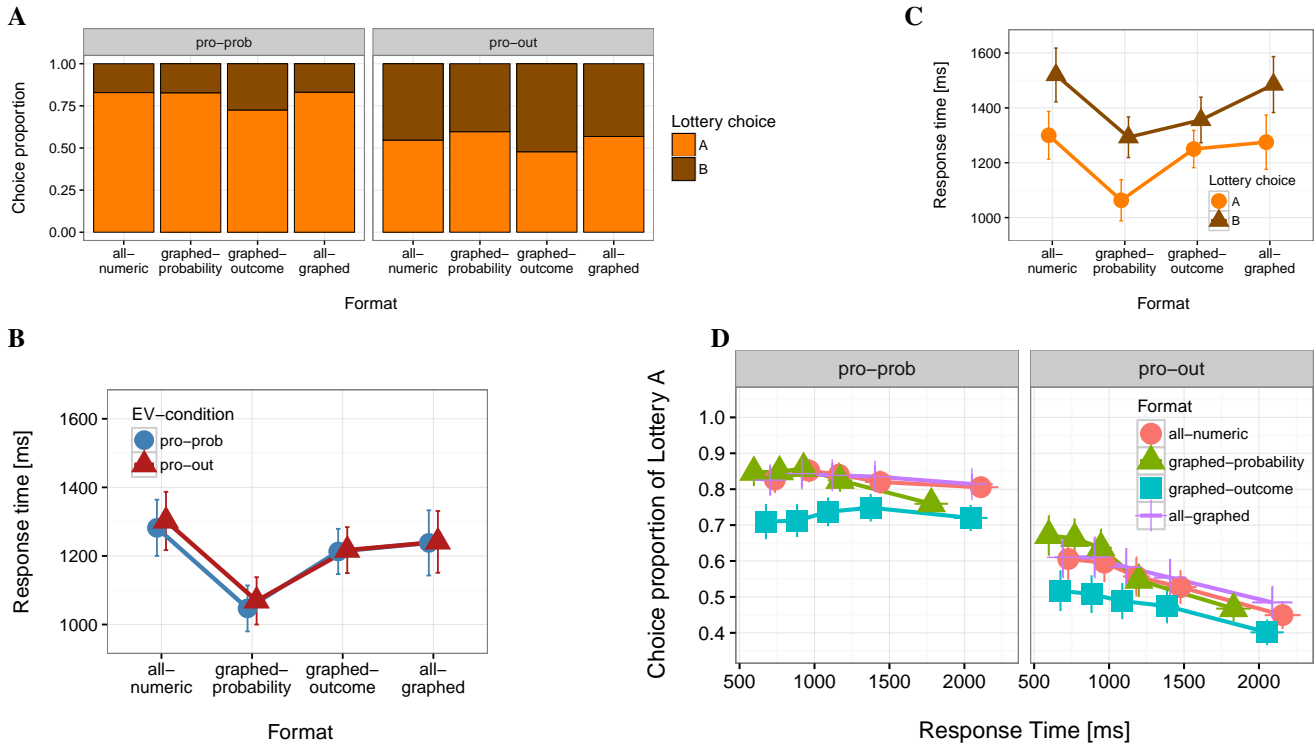 A
pro−prob
pro−out
Choice proportion
1.00
0.75
0.50
0.25
0.00
all−
numeric
graphed−
probability
graphed−
outcome
all−
graphed
all−
numeric
graphed−
probability
graphed−
outcome
all−
graphed
Format
Lottery choice
A
B
C
Response time [ms]
1600
1400
1200
1000
Lottery choice
A
B
all−
numeric
graphed−
probability
graphed−
outcome
all−
graphed
Format
B
Response time [ms]
1600
1400
1200
1000
EV−condition
pro−prob
pro−out
all−
numeric
graphed−
probability
graphed−
outcome
all−
graphed
Format
D
pro−prob
pro−out
Choice proportion of Lottery A
1.0
0.9
0.8
0.7
0.6
0.5
0.4
Format
all−numeric
graphed−probability
graphed−outcome
all−graphed
500 1000 1500 2000
500 1000 1500 2000
Response Time [ms]